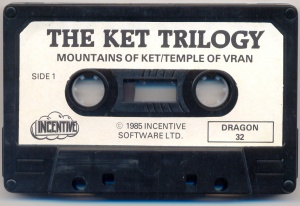 THE KET TRILOGY
MOUNTAINS OF KET/TEMPLE OF VRAN
SIDE 1
INCENTIVE
© 1985 INCENTIVE
SOFTWARE LTD.
DRAGON
32